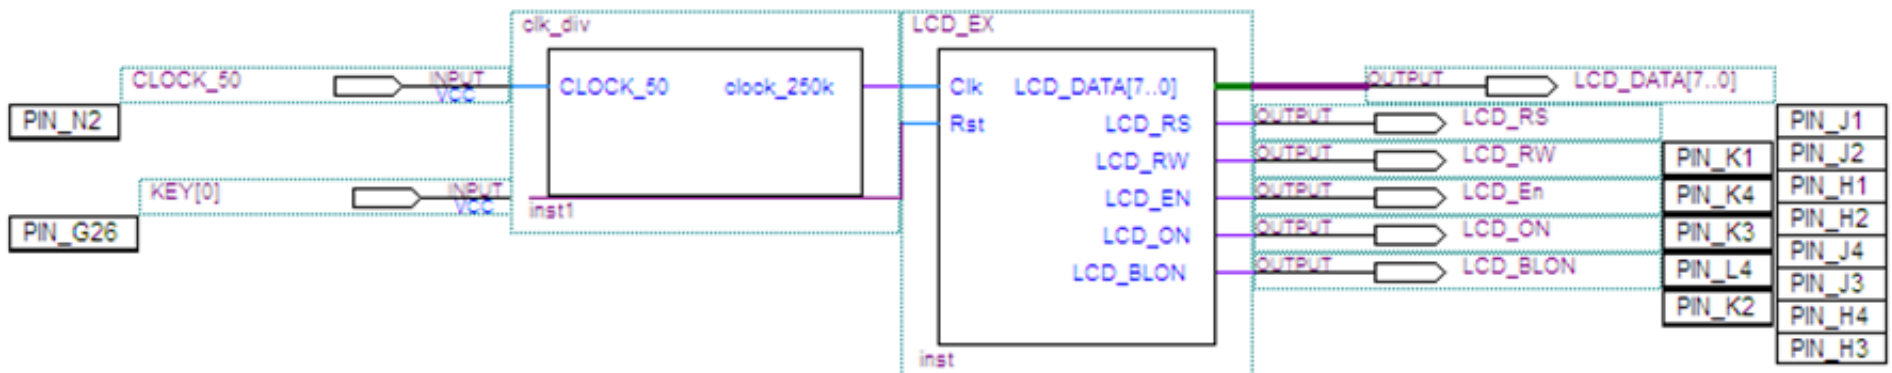 clk_div
LCD_EX
CLOCK_50 INPUT VCC
CLOCK_50 clock_250k
Clk LCD_DATA[7..0]
OUTPUT LCD_DATA[7..0]
PIN_N2
Rst LCD_RS
OUTPUT LCD_RS
PIN_J1
LCD_RW
OUTPUT LCD_RW
PIN_K1
PIN_J2
KEY[0] INPUT VCC
inst1
LCD_EN
OUTPUT LCD_En
PIN_K4
PIN_H1
PIN_G26
LCD_ON
OUTPUT LCD_ON
PIN_K3
PIN_H2
LCD_BLON
OUTPUT LCD_BLON
PIN_L4
PIN_J4
PIN_J3
PIN_K2
PIN_H4
PIN_H3
inst